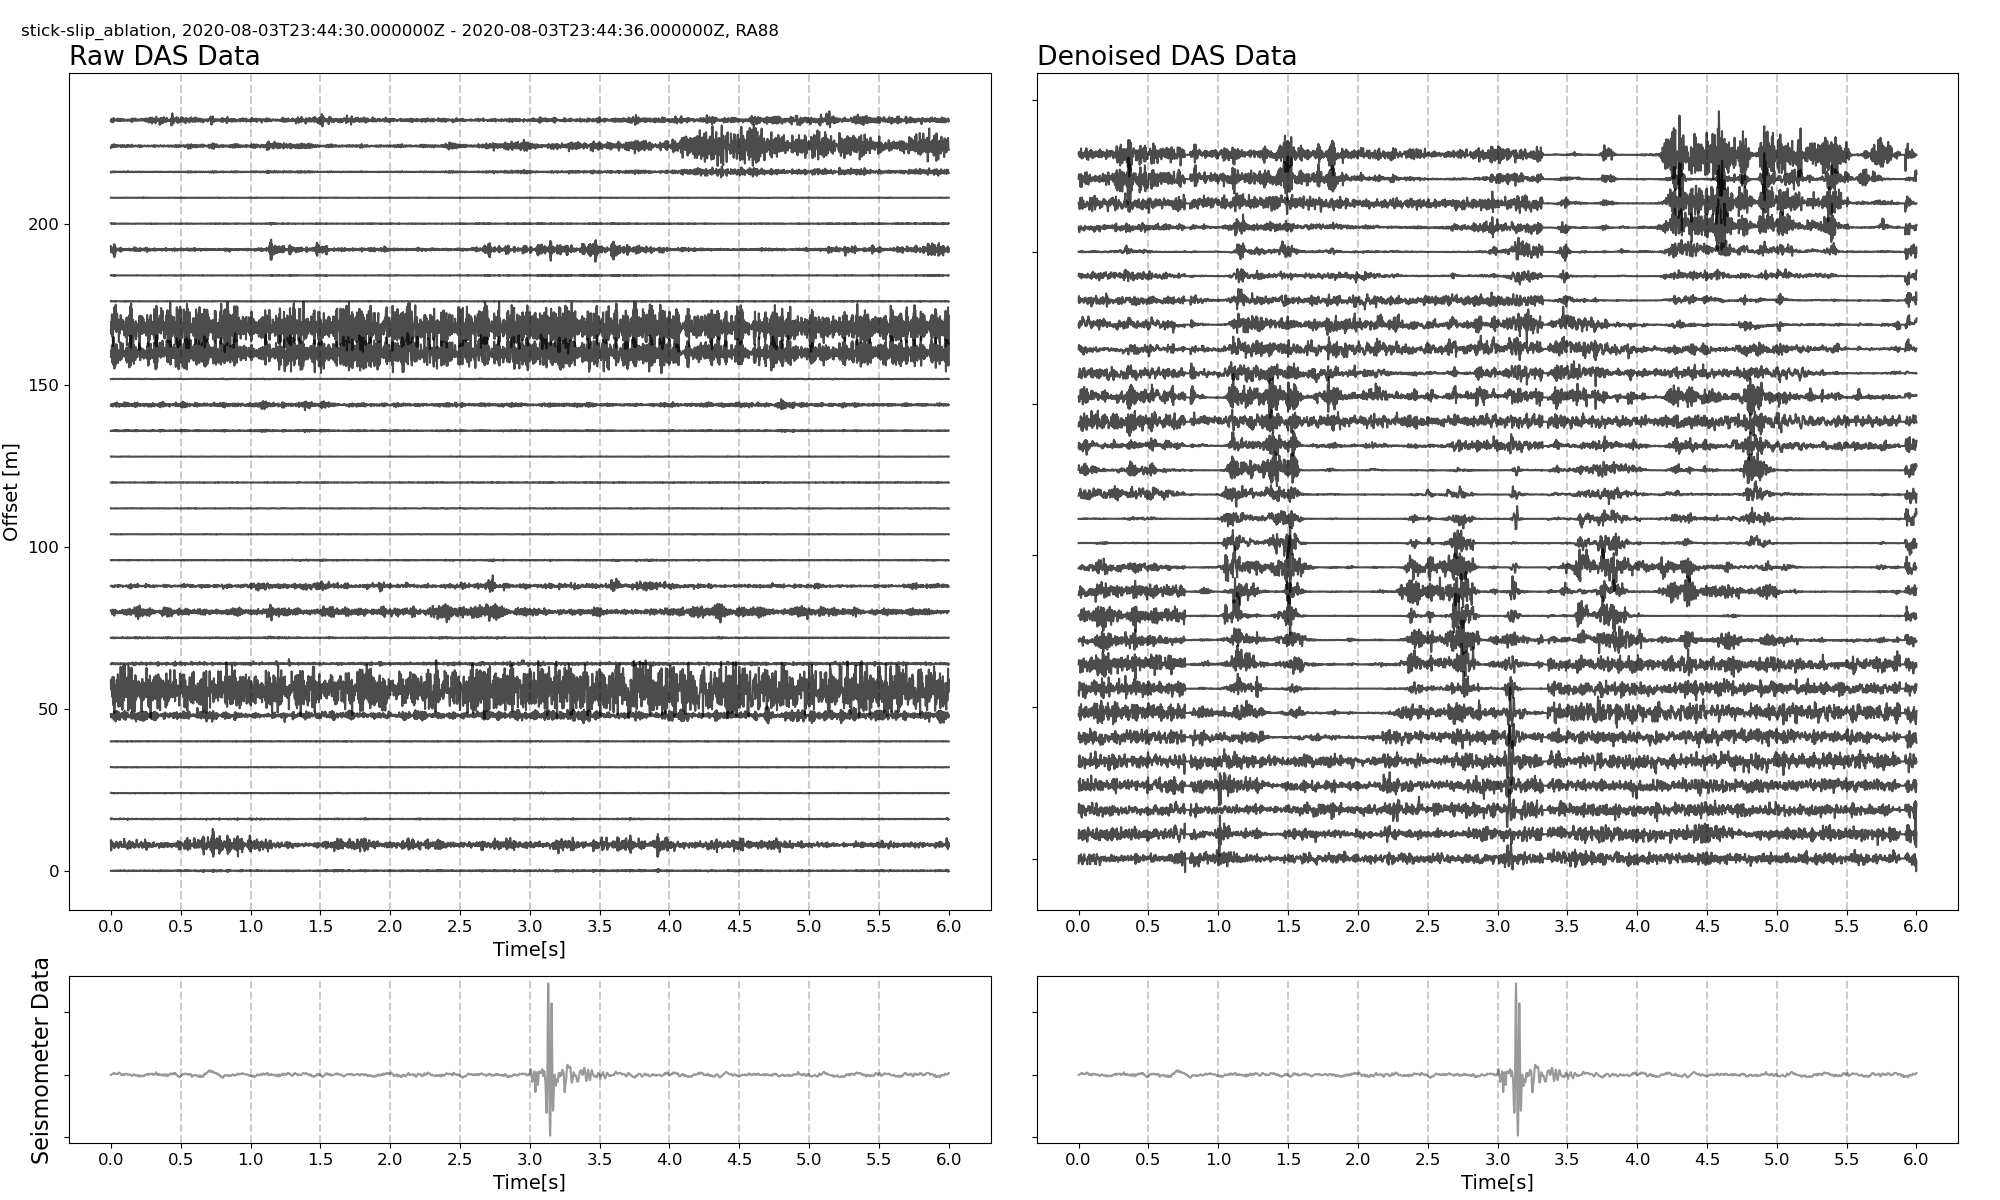 stick-slip_ablation, 2020-08-03T23:44:30.000000Z - 2020-08-03T23:44:36.000000Z, RA88
Raw DAS Data
Denoised DAS Data
200
150
100
50
0
Offset [m]
0.0 0.5 1.0 1.5 2.0 2.5 3.0 3.5 4.0 4.5 5.0 5.5 6.0
Time[s]
0.0 0.5 1.0 1.5 2.0 2.5 3.0 3.5 4.0 4.5 5.0 5.5 6.0
Seismometer Data
0.0 0.5 1.0 1.5 2.0 2.5 3.0 3.5 4.0 4.5 5.0 5.5 6.0
Time[s]
0.0 0.5 1.0 1.5 2.0 2.5 3.0 3.5 4.0 4.5 5.0 5.5 6.0
Time[s]